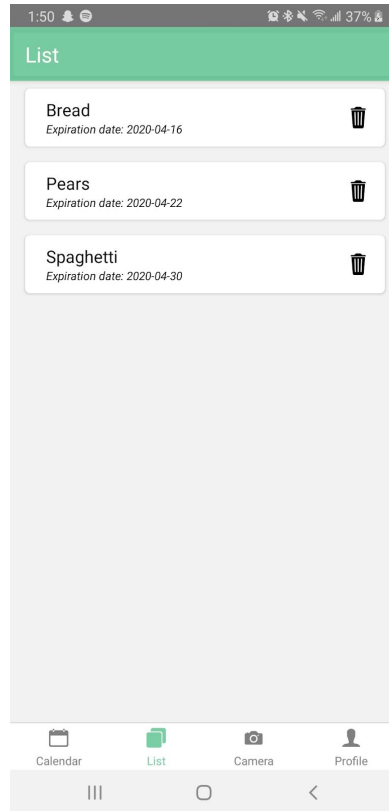 1:50 37%
List
Bread
Expiration date: 2020-04-16
Pears
Expiration date: 2020-04-22
Spaghetti
Expiration date: 2020-04-30
Calendar List Camera Profile